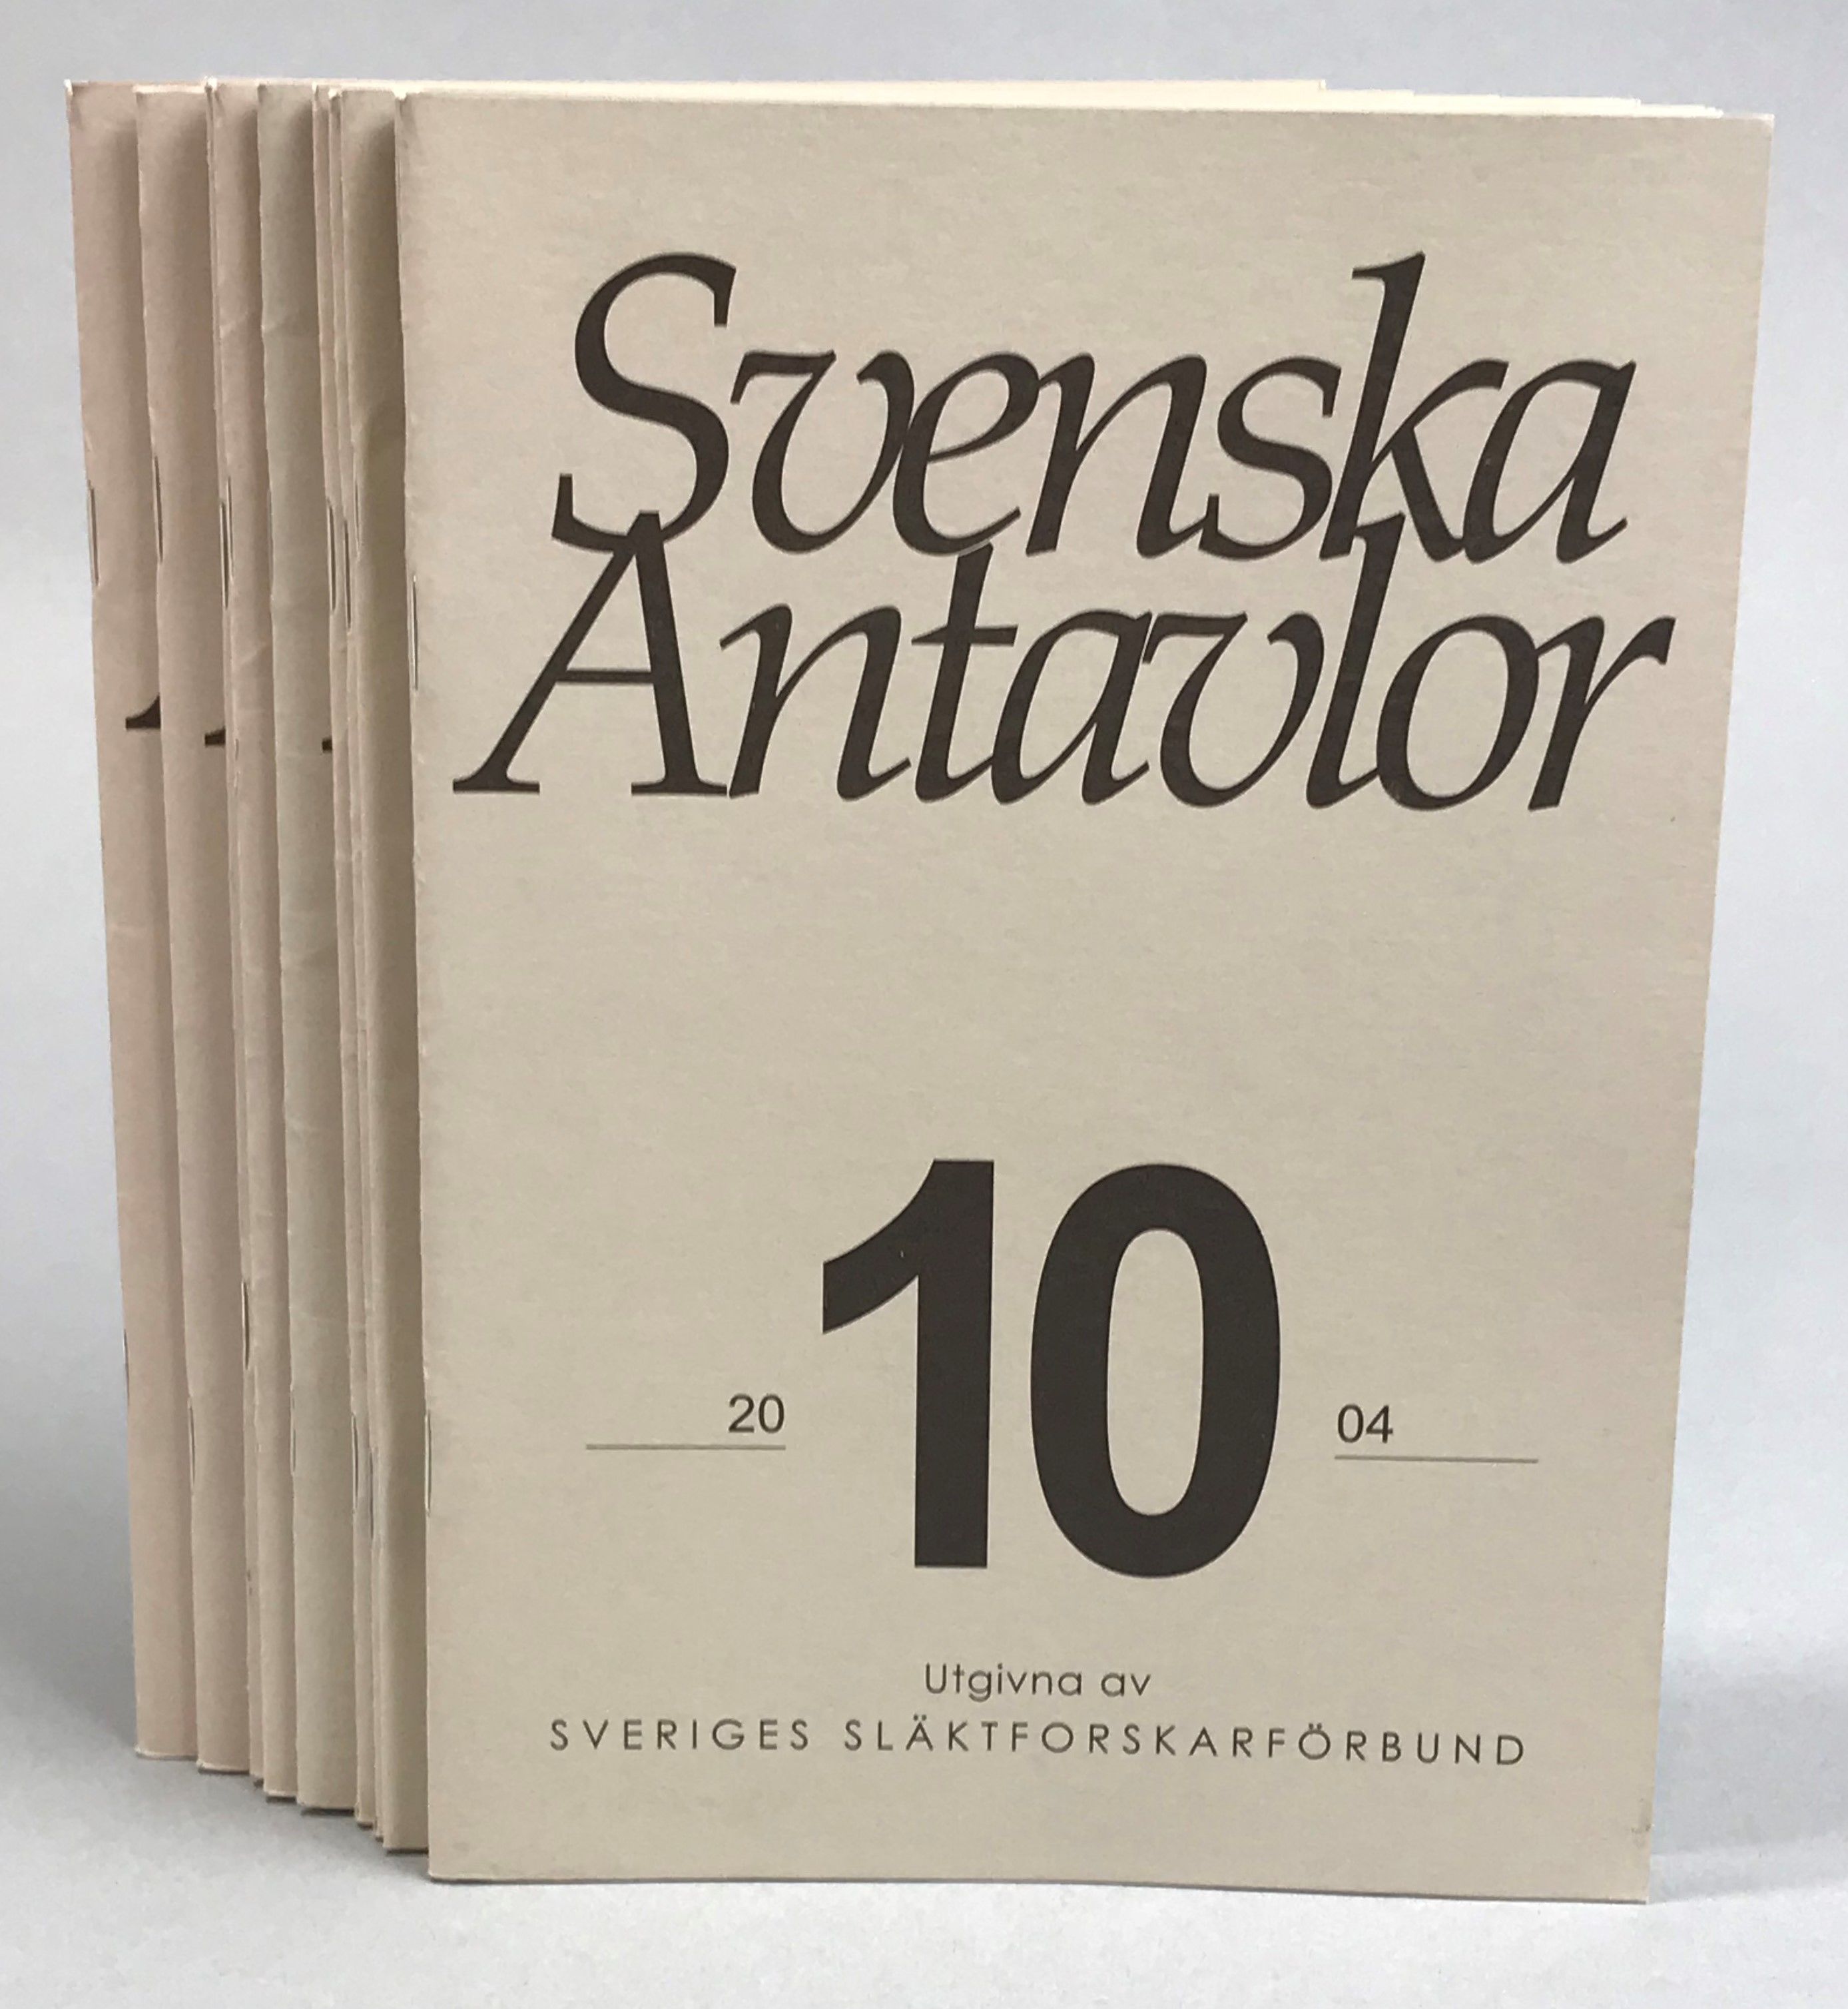 Svenska
Antavlor
20 10 04
Utgivna av
SVERIGES SLÄKTFORSKARFÖRBUND